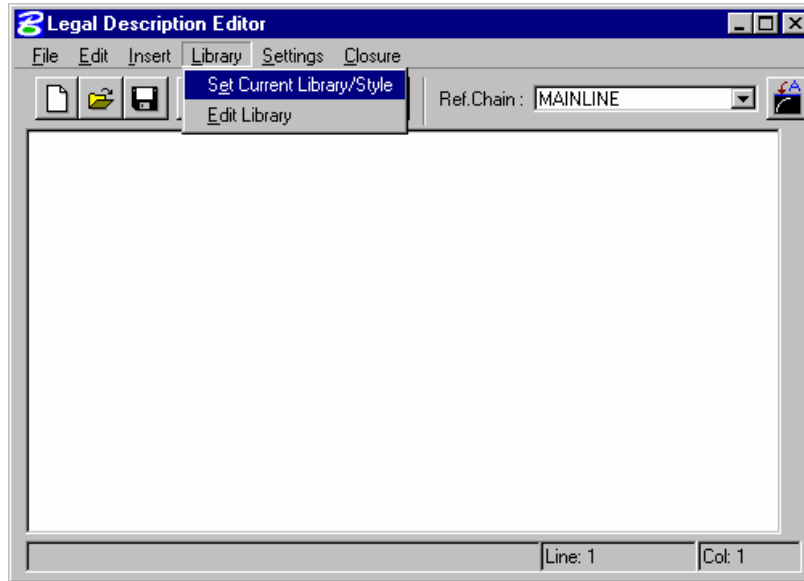 Legal Description Editor
File Edit Insert Library Settings Closure
Set Current Library/Style
Edit Library
Ref.Chain : MAINLINE
Line: 1 Col: 1